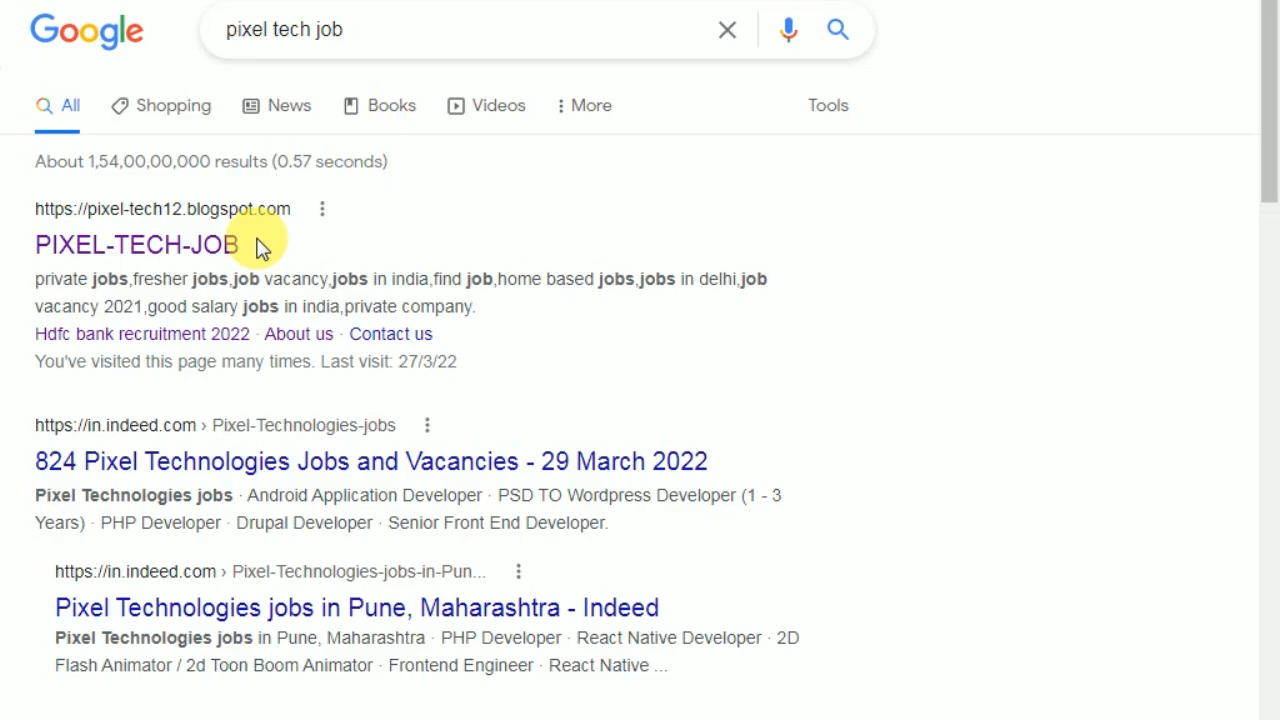 Google
pixel tech job
All Shopping News Books Videos More Tools
About 1,54,00,00,000 results (0.57 seconds)
https://pixel-tech12.blogspot.com
PIXEL-TECH-JOB
private jobs,fresher jobs,job vacancy,jobs in india,find job,home based jobs,jobs in delhi,job
vacancy 2021,good salary jobs in india,private company.
Hdfc bank recruitment 2022 · About us · Contact us
You've visited this page many times. Last visit: 27/3/22
https://in.indeed.com › Pixel-Technologies-jobs
824 Pixel Technologies Jobs and Vacancies - 29 March 2022
Pixel Technologies jobs · Android Application Developer · PSD TO Wordpress Developer (1 - 3
Years) · PHP Developer · Drupal Developer · Senior Front End Developer.
https://in.indeed.com › Pixel-Technologies-jobs-in-Pun...
Pixel Technologies jobs in Pune, Maharashtra - Indeed
Pixel Technologies jobs in Pune, Maharashtra · PHP Developer · React Native Developer · 2D
Flash Animator / 2d Toon Boom Animator · Frontend Engineer · React Native ...